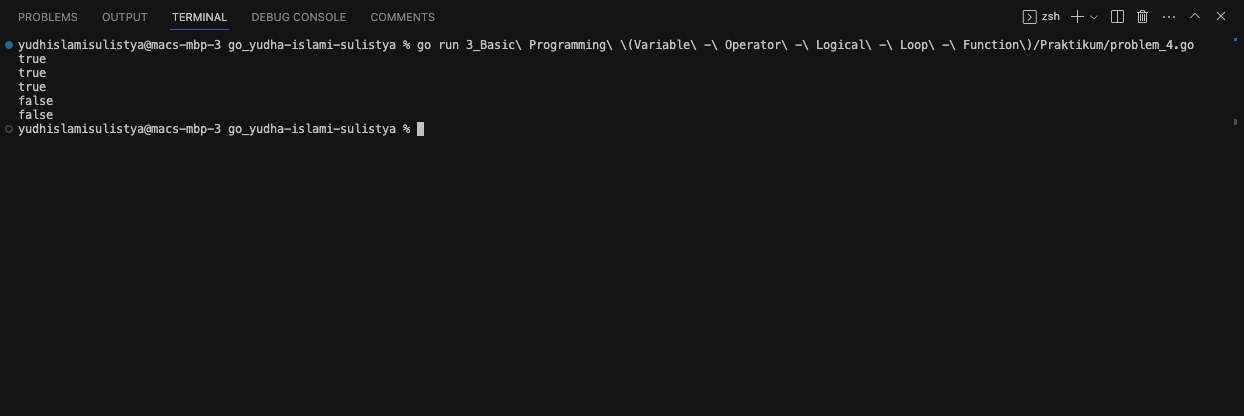 PROBLEMS OUTPUT TERMINAL DEBUG CONSOLE COMMENTS zsh
yudhislamisulistya@macs-mbp-3 go_yudha-islami-sulistya % go run 3_Basic\ Programming\ \(Variable\ -\ Operator\ -\ Logical\ -\ Loop\ -\ Function\)/Praktikum/problem_4.go
true
true
true
false
false
yudhislamisulistya@macs-mbp-3 go_yudha-islami-sulistya %